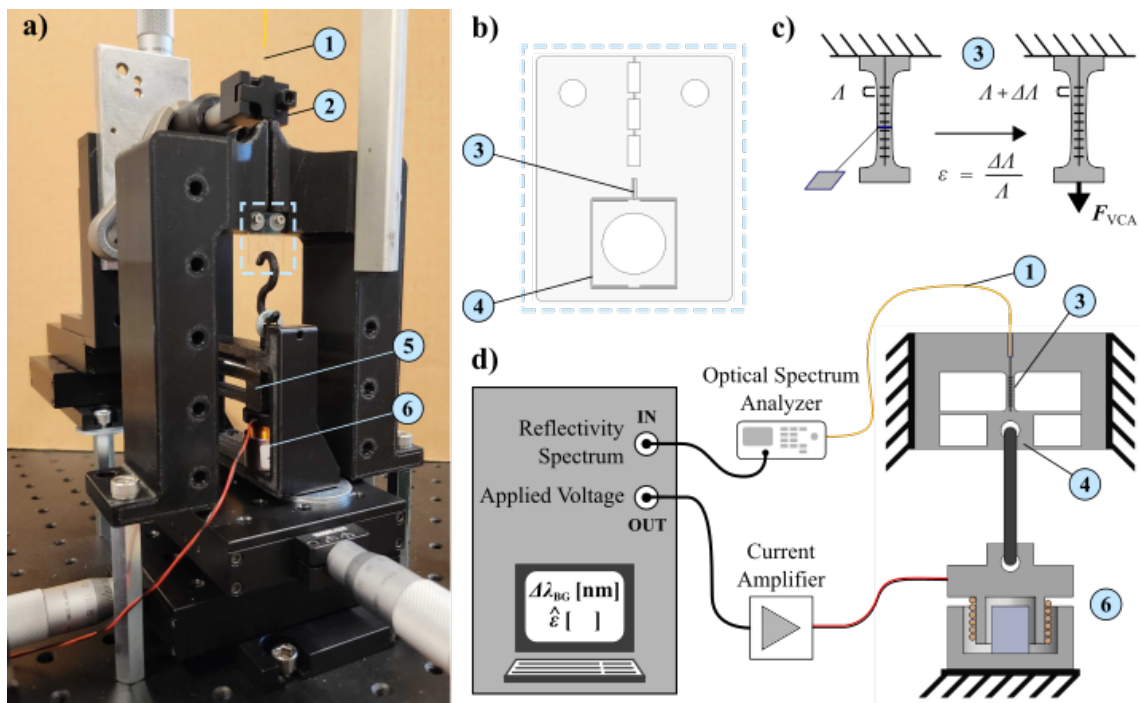 a)
1
2
5
6
b)
3
4
c)
3
Λ
Λ + ΔΛ
ε = ΔΛ / Λ
F_VCA
d)
1
3
Optical Spectrum
Analyzer
IN
Reflectivity
Spectrum
Applied Voltage
OUT
4
Current
Amplifier
Δλ_BG [nm]
ε̂ [ ]
6